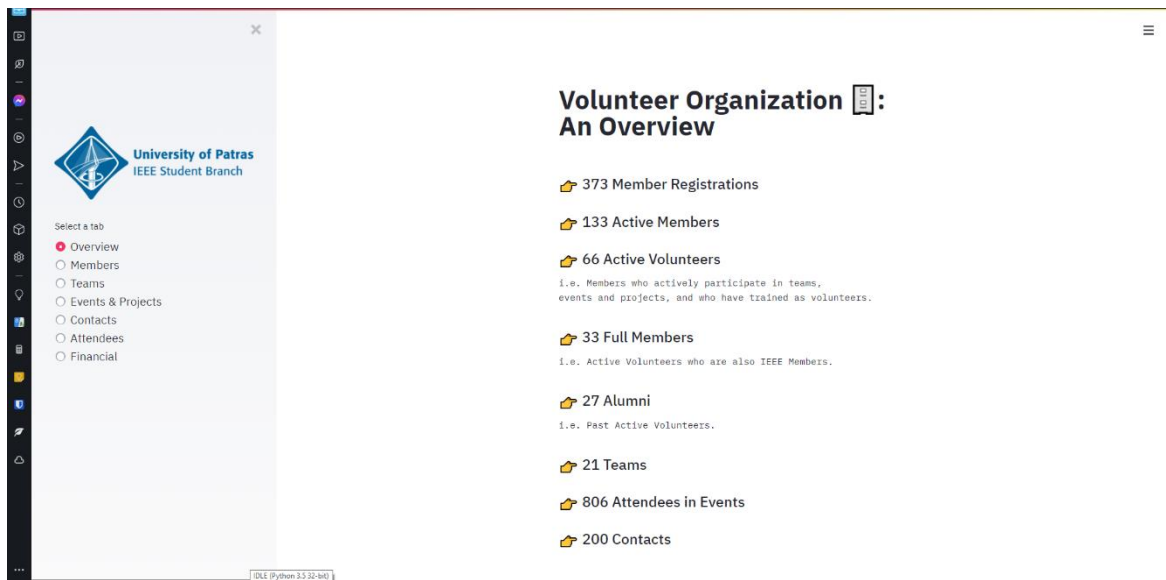 University of Patras
IEEE Student Branch
Select a tab
Overview
Members
Teams
Events & Projects
Contacts
Attendees
Financial
Volunteer Organization :
An Overview
373 Member Registrations
133 Active Members
66 Active Volunteers
i.e. Members who actively participate in teams,
events and projects, and who have trained as volunteers.
33 Full Members
i.e. Active Volunteers who are also IEEE Members.
27 Alumni
i.e. Past Active Volunteers.
21 Teams
806 Attendees in Events
200 Contacts
IDLE (Python 3.5 32-bit)